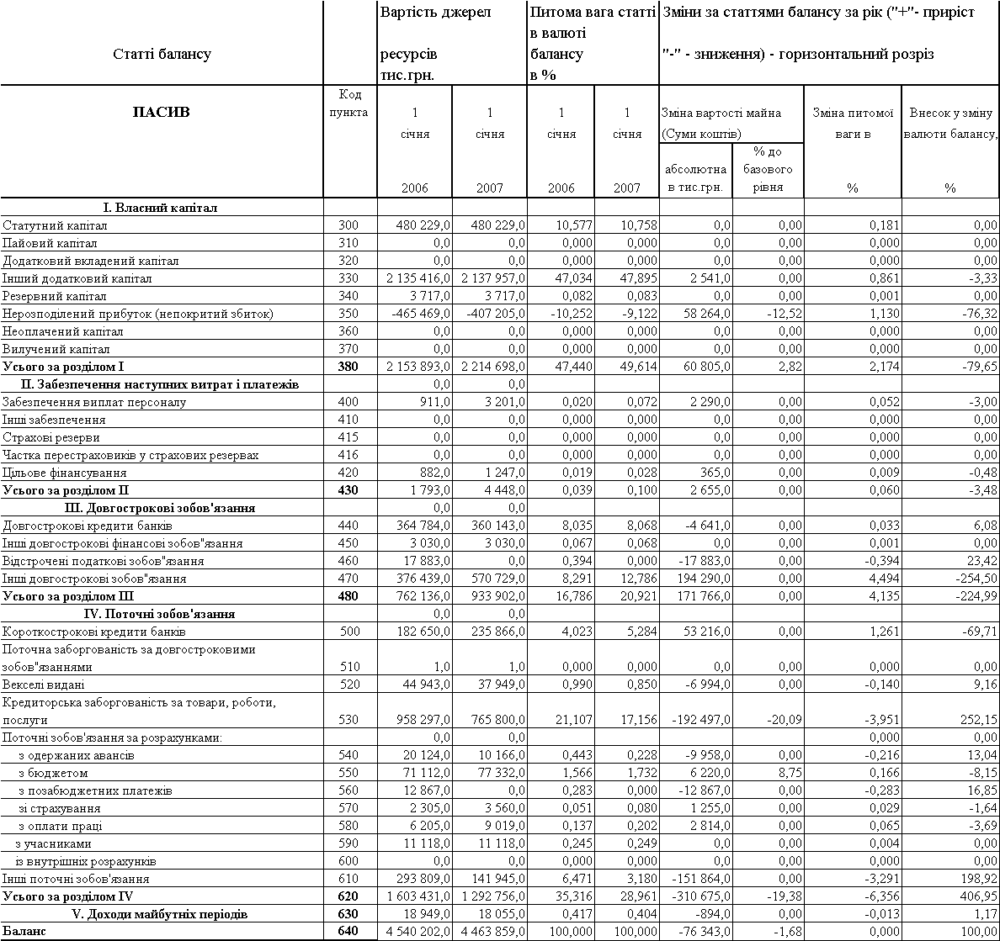 Вартість джерел Питома вага статті Зміни за статтями балансу за рік ("+"- приріст
в валюті
Статті балансу ресурсів балансу "-" - зниження) - горизонтальний розріз
тис.грн. в %
Код
ПАСИВ пункта 1 1 1 1 Зміна вартості майна Зміна питомої Внесок у зміну
січня січня січня січня (Суми коштів) ваги в валюти балансу,
% до
абсолютна базового
2006 2007 2006 2007 в тис.грн. рівня % %
І. Власний капітал
Статутний капітал 300 480 229,0 480 229,0 10,577 10,758 0,0 0,00 0,181 0,00
Пайовий капітал 310 0,0 0,0 0,000 0,000 0,0 0,00 0,000 0,00
Додатковий вкладений капітал 320 0,0 0,0 0,000 0,000 0,0 0,00 0,000 0,00
Інший додатковий капітал 330 2 135 416,0 2 137 957,0 47,034 47,895 2 541,0 0,00 0,861 -3,33
Резервний капітал 340 3 717,0 3 717,0 0,082 0,083 0,0 0,00 0,001 0,00
Нерозподілений прибуток (непокритий збиток) 350 -465 469,0 -407 205,0 -10,252 -9,122 58 264,0 -12,52 1,130 -76,32
Неоплачений капітал 360 0,0 0,0 0,000 0,000 0,0 0,00 0,000 0,00
Вилучений капітал 370 0,0 0,0 0,000 0,000 0,0 0,00 0,000 0,00
Усього за розділом І 380 2 153 893,0 2 214 698,0 47,440 49,614 60 805,0 2,82 2,174 -79,65
ІІ. Забезпечення наступних витрат і платежів 0,0 0,0
Забезпечення виплат персоналу 400 911,0 3 201,0 0,020 0,072 2 290,0 0,00 0,052 -3,00
Інші забезпечення 410 0,0 0,0 0,000 0,000 0,0 0,00 0,000 0,00
Страхові резерви 415 0,0 0,0 0,000 0,000 0,0 0,00 0,000 0,00
Частка перестраховиків у страхових резервах 416 0,0 0,0 0,000 0,000 0,0 0,00 0,000 0,00
Цільове фінансування 420 882,0 1 247,0 0,019 0,028 365,0 0,00 0,009 -0,48
Усього за розділом ІІ 430 1 793,0 4 448,0 0,039 0,100 2 655,0 0,00 0,060 -3,48
ІІІ. Довгострокові зобов'язання 0,0 0,0
Довгострокові кредити банків 440 364 784,0 360 143,0 8,035 8,068 -4 641,0 0,00 0,033 6,08
Інші довгострокові фінансові зобов"язання 450 3 030,0 3 030,0 0,067 0,068 0,0 0,00 0,001 0,00
Відстрочені податкові зобов"язання 460 17 883,0 0,0 0,394 0,000 -17 883,0 0,00 -0,394 23,42
Інші довгострокові зобов"язання 470 376 439,0 570 729,0 8,291 12,786 194 290,0 0,00 4,494 -254,50
Усього за розділом ІІІ 480 762 136,0 933 902,0 16,786 20,921 171 766,0 0,00 4,135 -224,99
IV. Поточні зобов'язання 0,0 0,0
Короткострокові кредити банків 500 182 650,0 235 866,0 4,023 5,284 53 216,0 0,00 1,261 -69,71
Поточна заборгованість за довгостроковими
зобов"язаннями 510 1,0 1,0 0,000 0,000 0,0 0,00 0,000 0,00
Векселі видані 520 44 943,0 37 949,0 0,990 0,850 -6 994,0 0,00 -0,140 9,16
Кредиторська заборгованість за товари, роботи,
послуги 530 958 297,0 765 800,0 21,107 17,156 -192 497,0 -20,09 -3,951 252,15
Поточні зобов'язання за розрахунками: 0,0 0,0 0,000 0,00
з одержаних авансів 540 20 124,0 10 166,0 0,443 0,228 -9 958,0 0,00 -0,216 13,04
з бюджетом 550 71 112,0 77 332,0 1,566 1,732 6 220,0 8,75 0,166 -8,15
з позабюджетних платежів 560 12 867,0 0,0 0,283 0,000 -12 867,0 0,00 -0,283 16,85
зі страхування 570 2 305,0 3 560,0 0,051 0,080 1 255,0 0,00 0,029 -1,64
з оплати праці 580 6 205,0 9 019,0 0,137 0,202 2 814,0 0,00 0,065 -3,69
з учасниками 590 11 118,0 11 118,0 0,245 0,249 0,0 0,00 0,004 0,00
із внутрішніх розрахунків 600 0,0 0,0 0,000 0,000 0,0 0,00 0,000 0,00
Інші поточні зобов'язання 610 293 809,0 141 945,0 6,471 3,180 -151 864,0 0,00 -3,291 198,92
Усього за розділом IV 620 1 603 431,0 1 292 756,0 35,316 28,961 -310 675,0 -19,38 -6,356 406,95
V. Доходи майбутніх періодів 630 18 949,0 18 055,0 0,417 0,404 -894,0 0,00 -0,013 1,17
Баланс 640 4 540 202,0 4 463 859,0 100,000 100,000 -76 343,0 -1,68 0,000 100,00